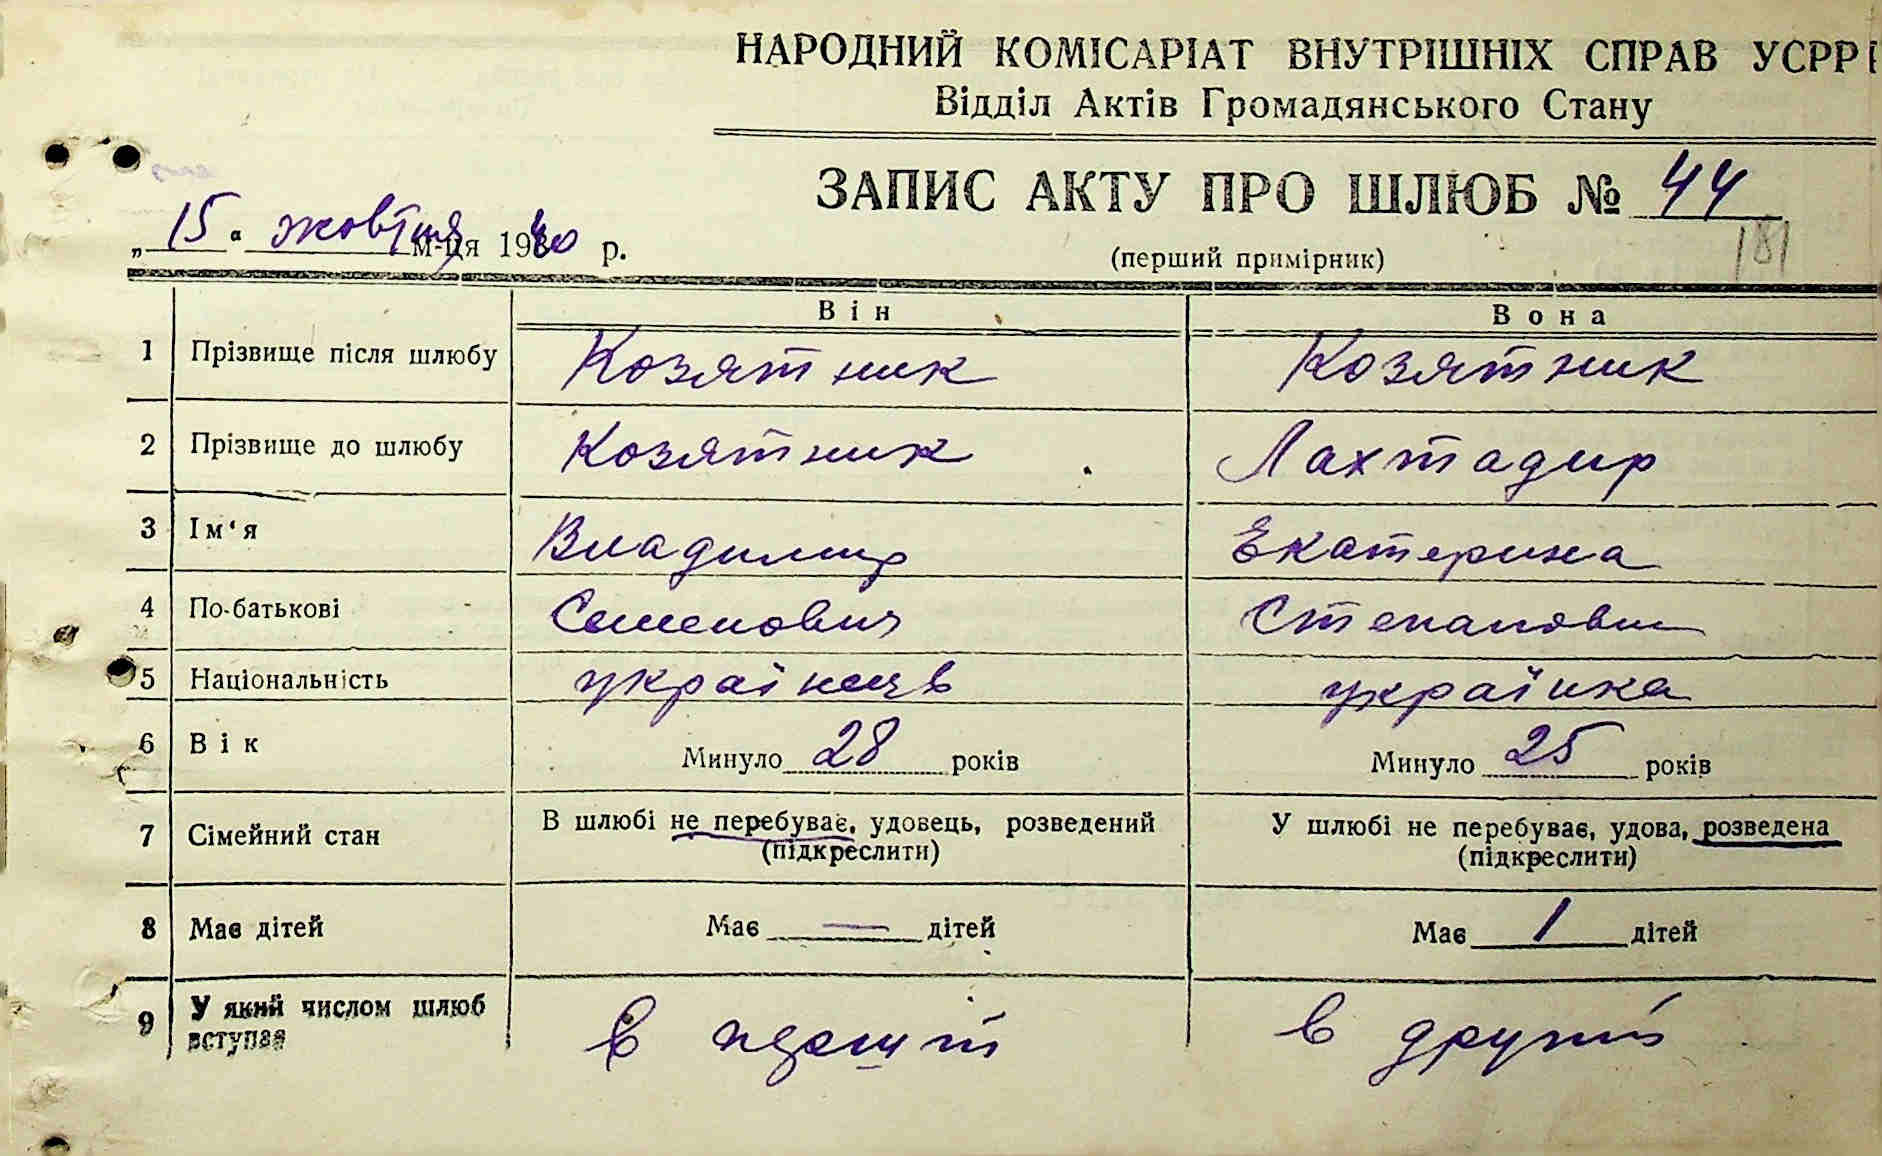 НАРОДНИЙ КОМІСАРІАТ ВНУТРІШНІХ СПРАВ УСРР
Відділ Актів Громадянського Стану
ЗАПИС АКТУ ПРО ШЛЮБ № 44
„ 15 " жовтня м-ця 1940 р.
(перший примірник)
181
Він Вона
1 Прізвище після шлюбу Козятник Козятник
2 Прізвище до шлюбу Козятник Лахтадир
3 Ім'я Владимир Екатерина
4 По-батькові Семенович Степановн
5 Національність українець українка
6 Вік Минуло 28 років Минуло 25 років
7 Сімейний стан В шлюбі не перебуває, удовець, розведений У шлюбі не перебуває, удова, розведена
(підкреслити) (підкреслити)
8 Має дітей Має — дітей Має 1 дітей
9 У який числом шлюб вступає в перший в другий